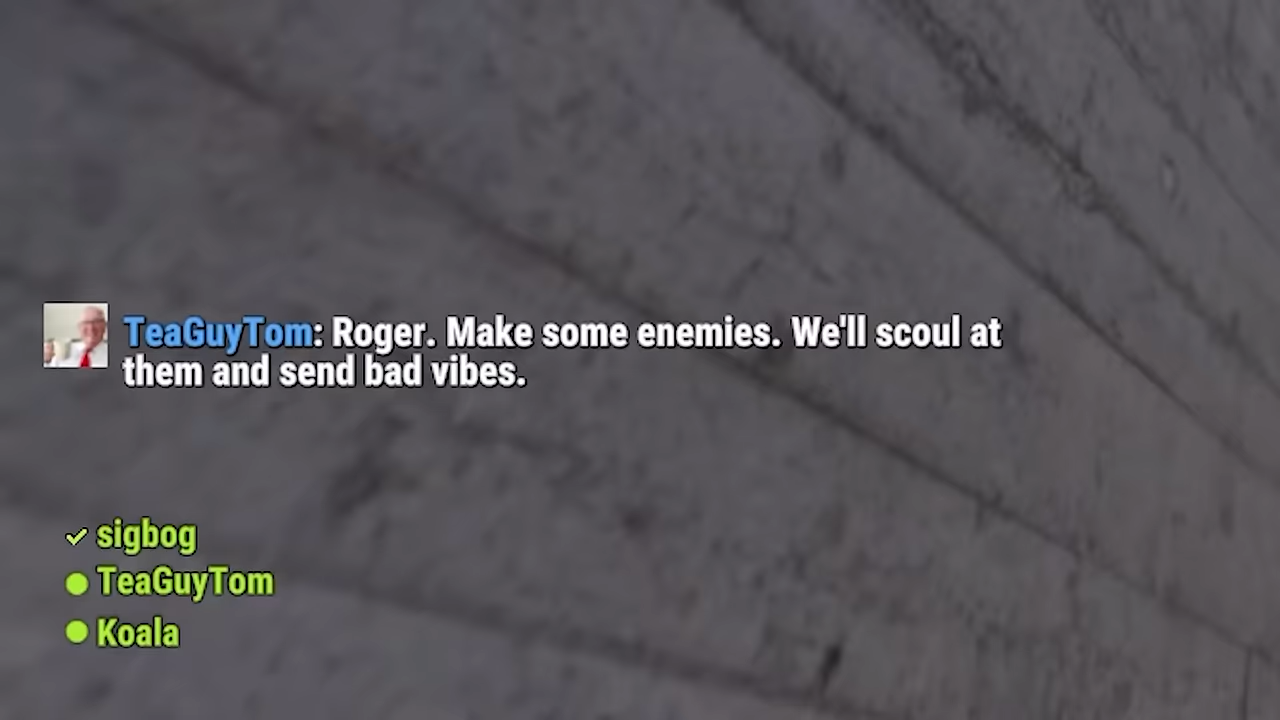 TeaGuyTom: Roger. Make some enemies. We'll scoul at
them and send bad vibes.
sigbog
TeaGuyTom
Koala